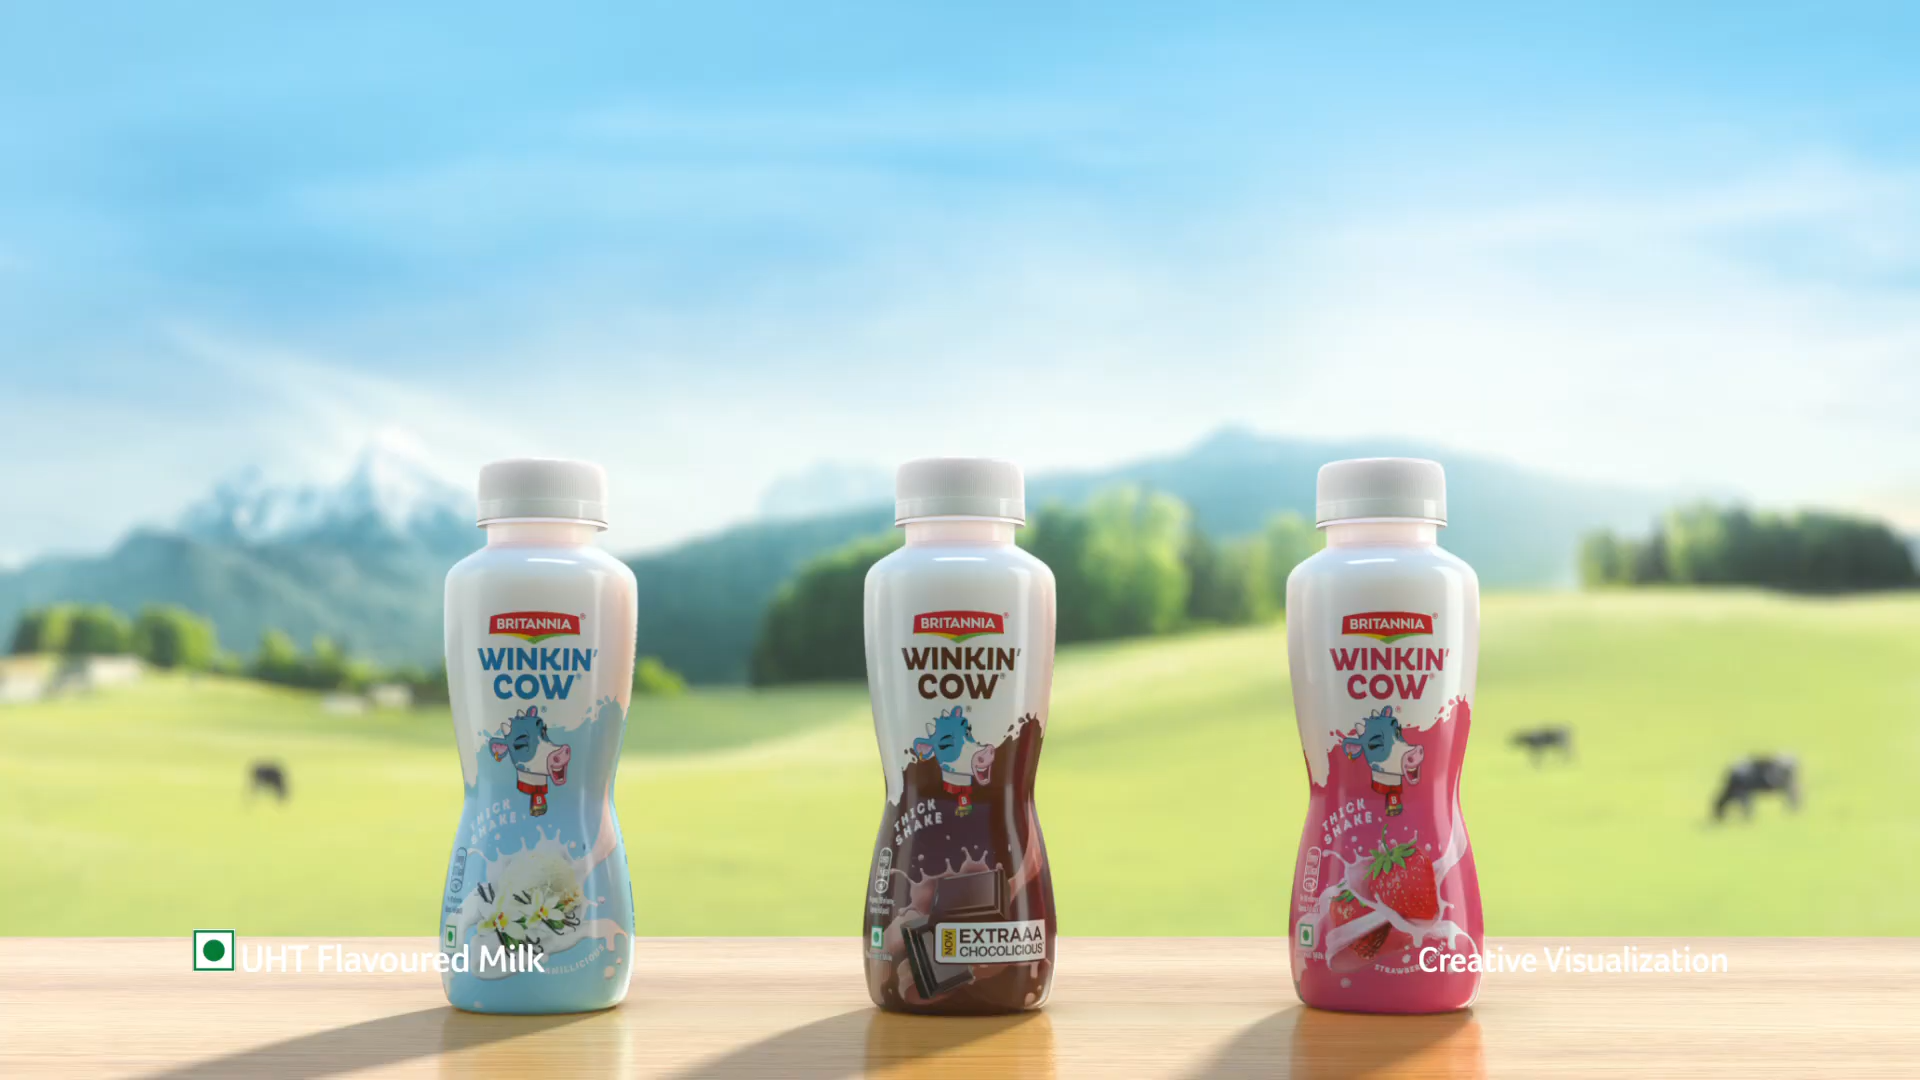 BRITANNIA
WINKIN'
COW
THICK
SHAKE
BRITANNIA
WINKIN'
COW
THICK
SHAKE
NOW
EXTRAAA
CHOCOLICIOUS
BRITANNIA
WINKIN'
COW
THICK
SHAKE
UHT Flavoured Milk
Creative Visualization